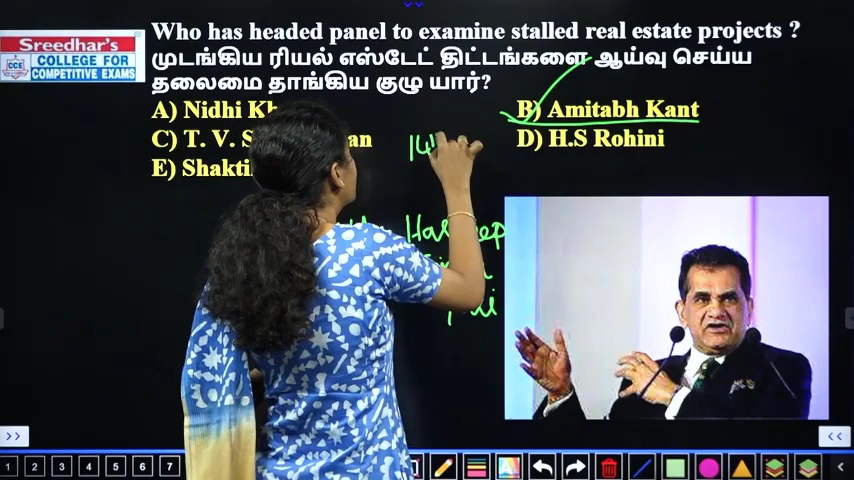 Who has headed panel to examine stalled real estate projects ?
Sreedhar's
CCE
COLLEGE FOR
COMPETITIVE EXAMS
முடங்கிய ரியல் எஸ்டேட் திட்டங்களை ஆய்வு செய்ய
தலைமை தாங்கிய குழு யார்?
A) Nidhi
B) Amitabh Kant
C) T. V.
D) H.S Rohini
E) Shakti
14
>>
<<
1 2 3 4 5 6 7